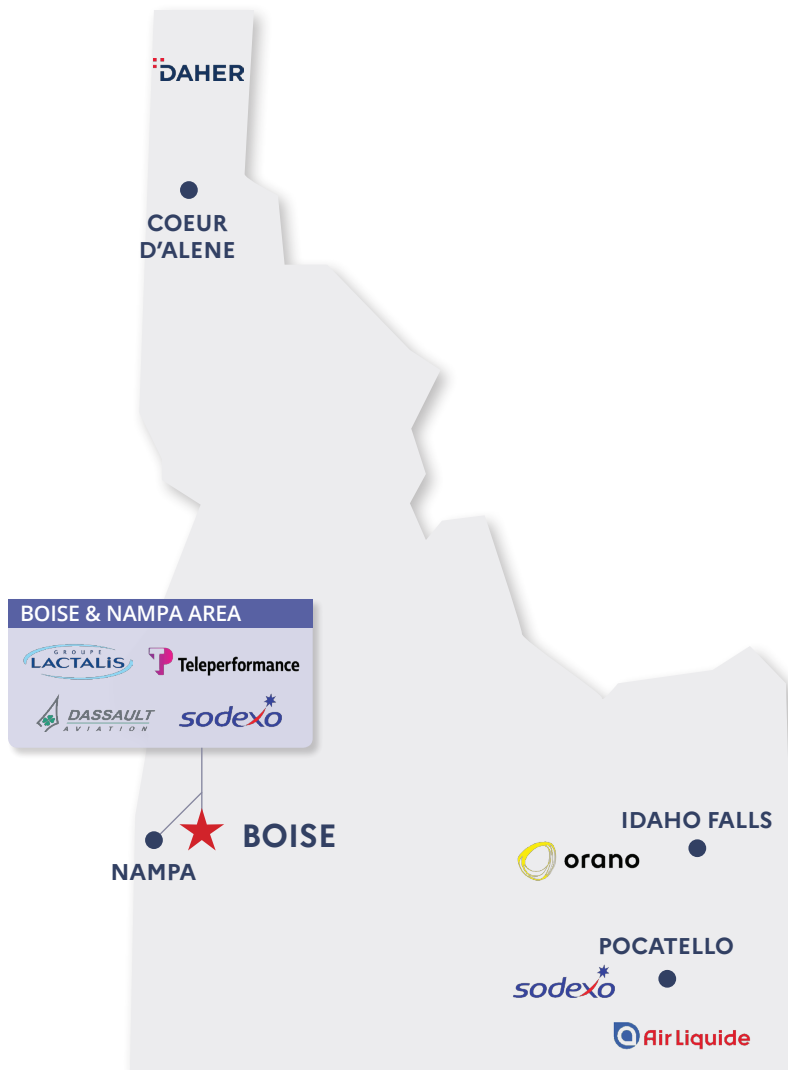 DAHER
COEUR
D'ALENE
BOISE & NAMPA AREA
GROUPE
LACTALIS
Teleperformance
DASSAULT
AVIATION
sodexo
BOISE
NAMPA
IDAHO FALLS
orano
POCATELLO
sodexo
Air Liquide